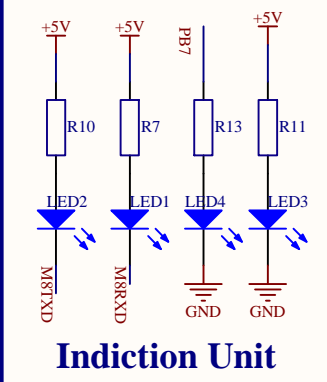 +5V
+5V
PB7
+5V
R10
R7
R13
R11
LED2
LED1
LED4
LED3
M8TXD
M8RXD
GND
GND
Indiction Unit